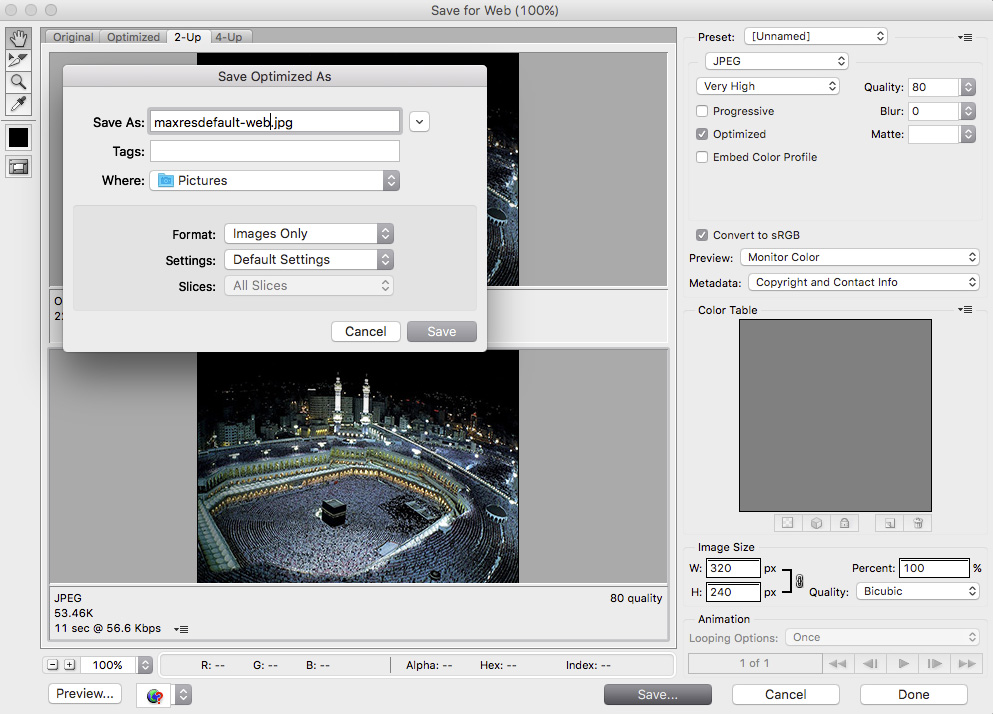 Save for Web (100%)
Original
Optimized
2-Up
4-Up
Save Optimized As
Save As: maxresdefault-web.jpg
Tags:
Where: Pictures
Format: Images Only
Settings: Default Settings
Slices: All Slices
Cancel
Save
JPEG
53.46K
11 sec @ 56.6 Kbps
80 quality
100%
R: --
G: --
B: --
Alpha: --
Hex: --
Index: --
Preview...
Save...
Cancel
Done
Preset: [Unnamed]
JPEG
Very High
Quality: 80
Progressive
Blur: 0
Optimized
Matte:
Embed Color Profile
Convert to sRGB
Preview: Monitor Color
Metadata: Copyright and Contact Info
Color Table
Image Size
W: 320 px
Percent: 100 %
H: 240 px
Quality: Bicubic
Animation
Looping Options: Once
1 of 1